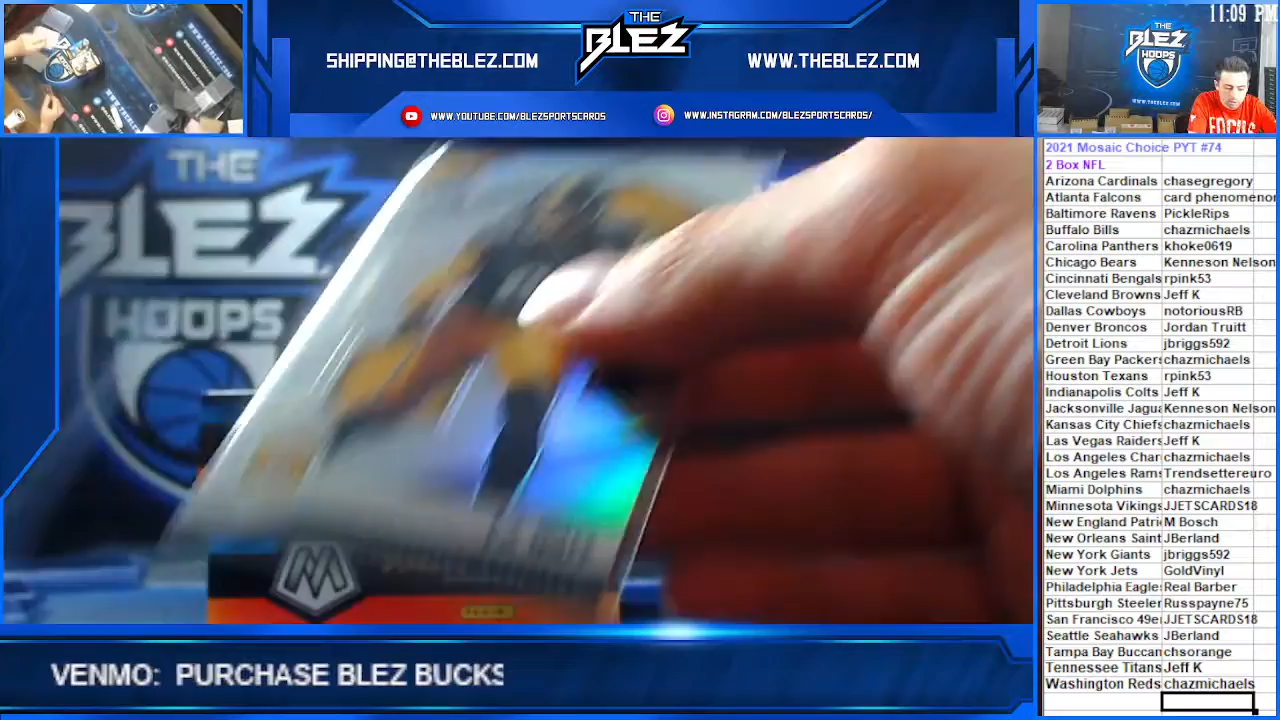 THE
BLEZ
SHIPPING@THEBLEZ.COM
WWW.THEBLEZ.COM
WWW.YOUTUBE.COM/BLEZSPORTSCARDS
WWW.INSTAGRAM.COM/BLEZSPORTSCARDS/
11:09 PM
THE
BLEZ
HOOPS
WWW.THEBLEZ.COM
FOCUS
THE
BLEZ
HOOPS
2021 Mosaic Choice PYT #74
2 Box NFL
Arizona Cardinals chasegregory
Atlanta Falcons card phenomenor
Baltimore Ravens PickleRips
Buffalo Bills chazmichaels
Carolina Panthers khoke0619
Chicago Bears Kenneson Nelson
Cincinnati Bengals rpink53
Cleveland Browns Jeff K
Dallas Cowboys notoriousRB
Denver Broncos Jordan Truitt
Detroit Lions jbriggs592
Green Bay Packers chazmichaels
Houston Texans rpink53
Indianapolis Colts Jeff K
Jacksonville Jagua Kenneson Nelson
Kansas City Chiefs chazmichaels
Las Vegas Raiders Jeff K
Los Angeles Char chazmichaels
Los Angeles Rams Trendsettereuro
Miami Dolphins chazmichaels
Minnesota Vikings JJETSCARDS18
New England Patri M Bosch
New Orleans Saint JBerland
New York Giants jbriggs592
New York Jets GoldVinyl
Philadelphia Eagle Real Barber
Pittsburgh Steeler Russpayne75
San Francisco 49e JJETSCARDS18
Seattle Seahawks JBerland
Tampa Bay Buccan chsorange
Tennessee Titans Jeff K
Washington Reds chazmichaels
VENMO: PURCHASE BLEZ BUCKS